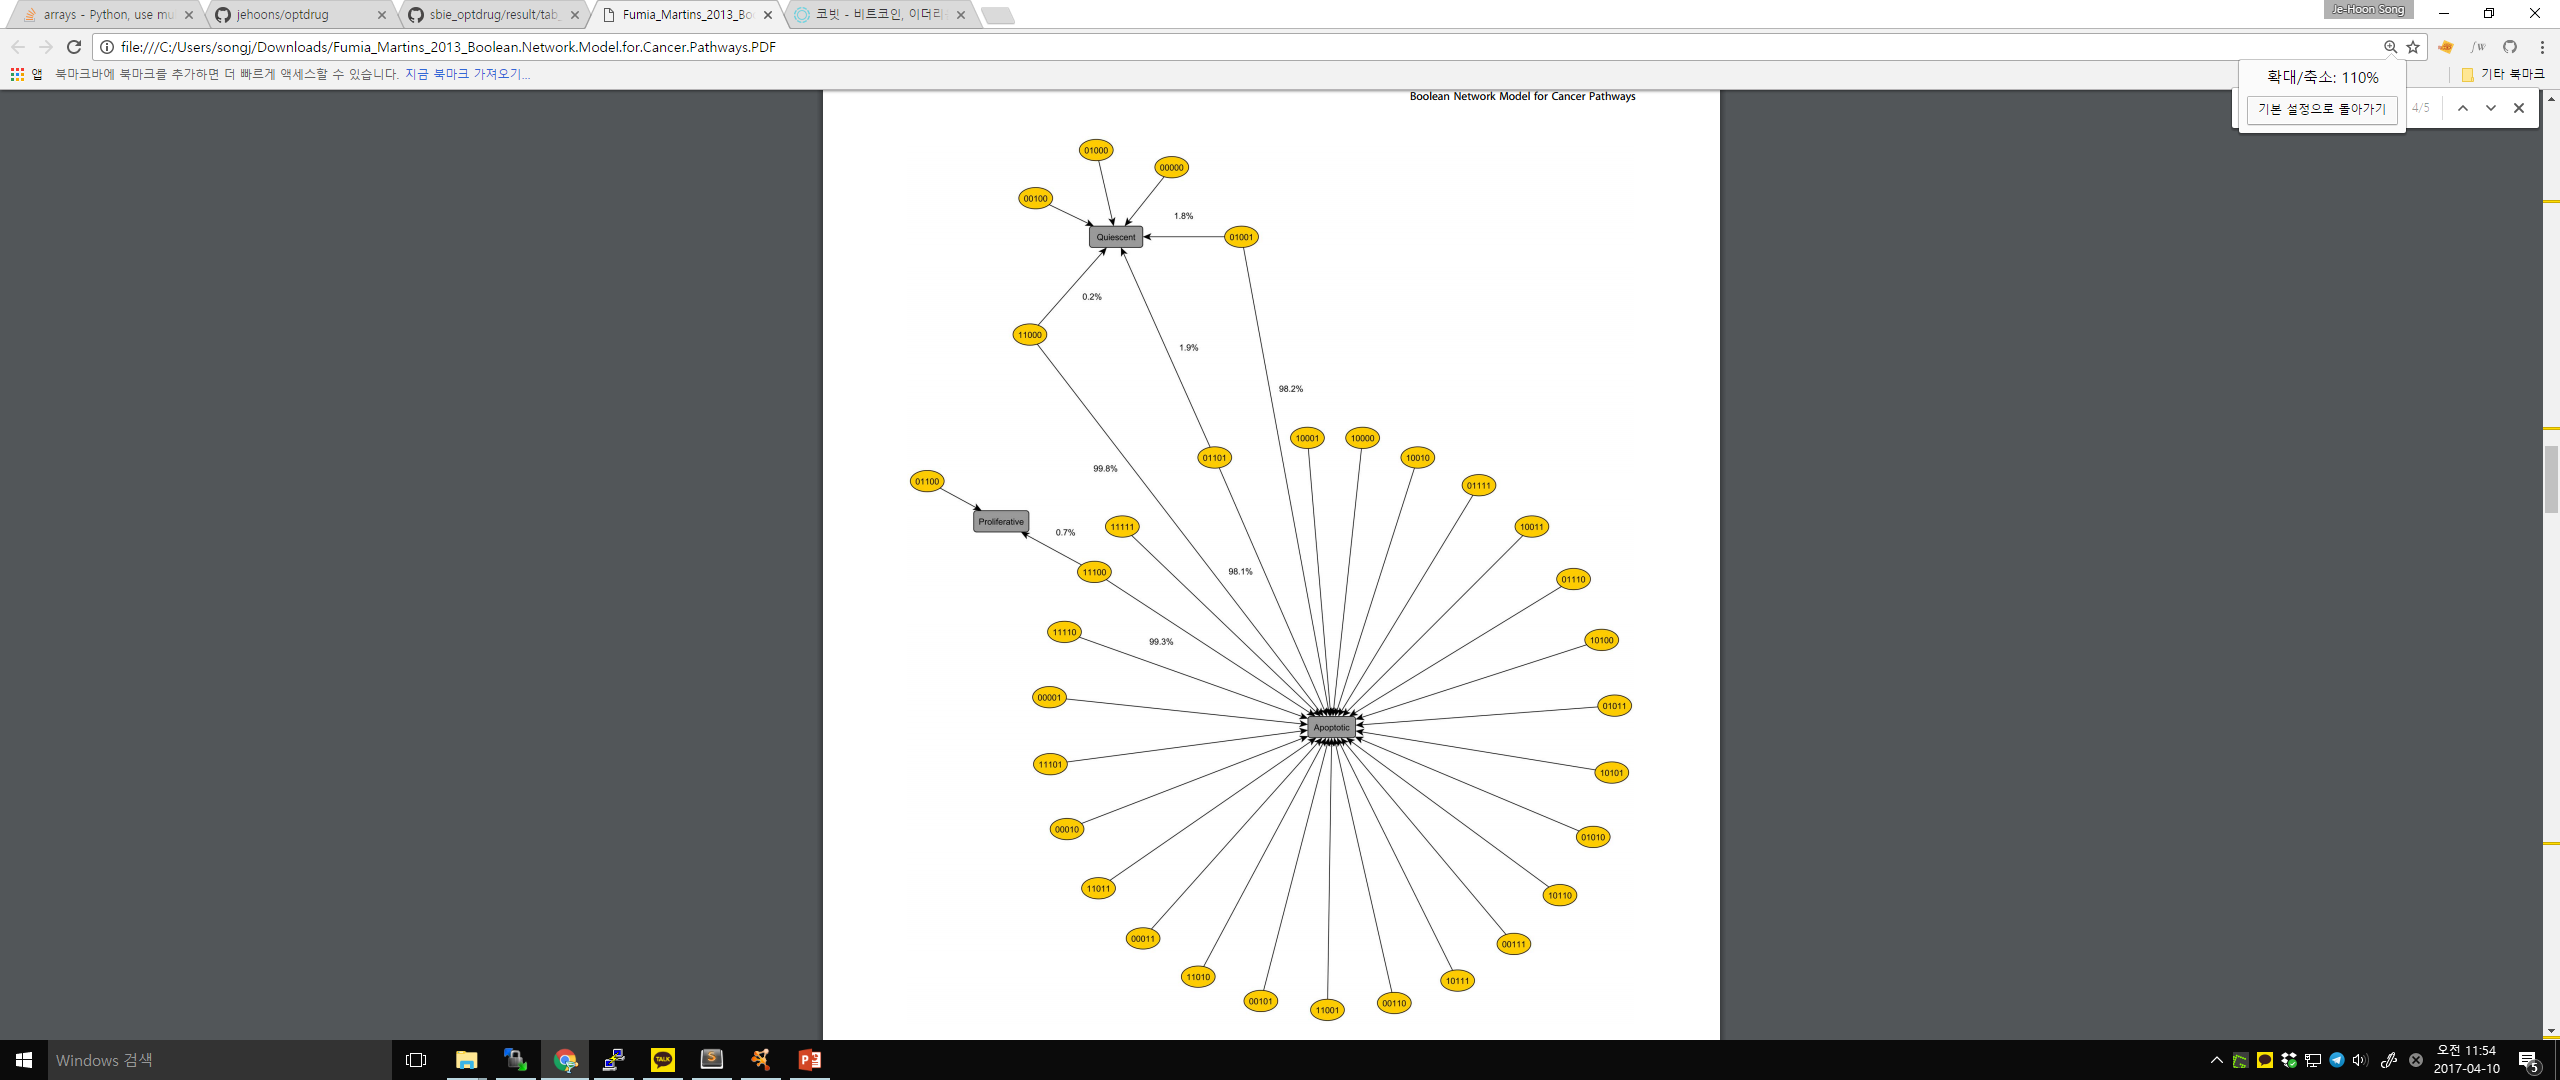 Je-Hoon Song
arrays - Python, use mu
jehoons/optdrug
sbie_optdrug/result/tab_
Fumia_Martins_2013_Bo
코빗 - 비트코인, 이더리
file:///C:/Users/songj/Downloads/Fumia_Martins_2013_Boolean.Network.Model.for.Cancer.Pathways.PDF
앱
북마크바에 북마크를 추가하면 더 빠르게 액세스할 수 있습니다. 지금 북마크 가져오기...
기타 북마크
확대/축소: 110%
기본 설정으로 돌아가기
4/5
Boolean Network Model for Cancer Pathways
01000
00000
00100
1.8%
Quiescent
01001
0.2%
11000
1.9%
98.2%
10001
10000
10010
01101
99.8%
01100
01111
Proliferative
0.7%
11111
10011
11100
98.1%
01110
11110
99.3%
10100
00001
01011
Apoptotic
11101
10101
00010
01010
11011
10110
00011
00111
11010
10111
00101
11001
00110
Windows 검색
TALK
오전 11:54
2017-04-10
5